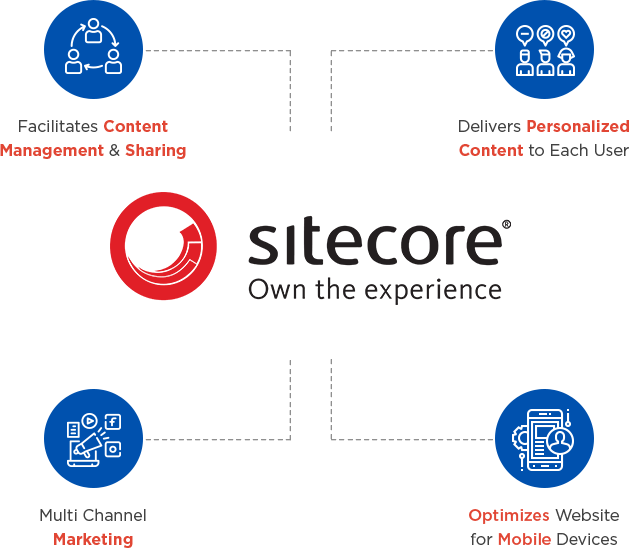 Facilitates Content
Management & Sharing
Delivers Personalized
Content to Each User
sitecore®
Own the experience
Multi Channel
Marketing
Optimizes Website
for Mobile Devices